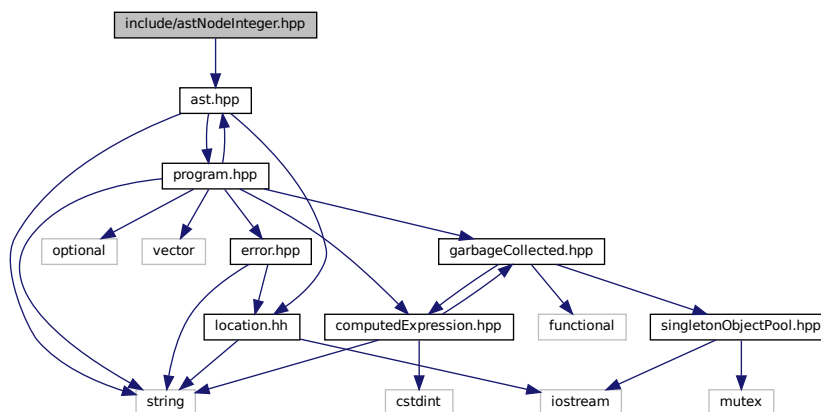 include/astNodeInteger.hpp
ast.hpp
program.hpp
optional
vector
error.hpp
garbageCollected.hpp
location.hh
computedExpression.hpp
functional
singletonObjectPool.hpp
string
cstdint
iostream
mutex